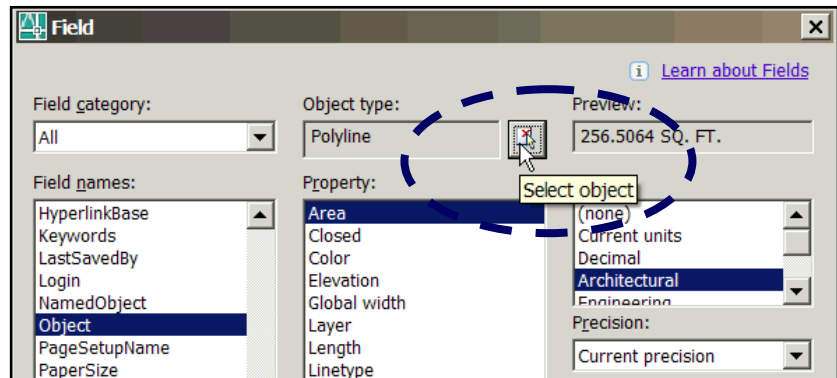 Field
Learn about Fields
Field category:
All
Object type:
Polyline
Preview:
256.5064 SQ. FT.
Select object
Field names:
HyperlinkBase
Keywords
LastSavedBy
Login
NamedObject
Object
PageSetupName
PaperSize
Property:
Area
Closed
Color
Elevation
Global width
Layer
Length
Linetype
(none)
Current units
Decimal
Architectural
Engineering
Precision:
Current precision